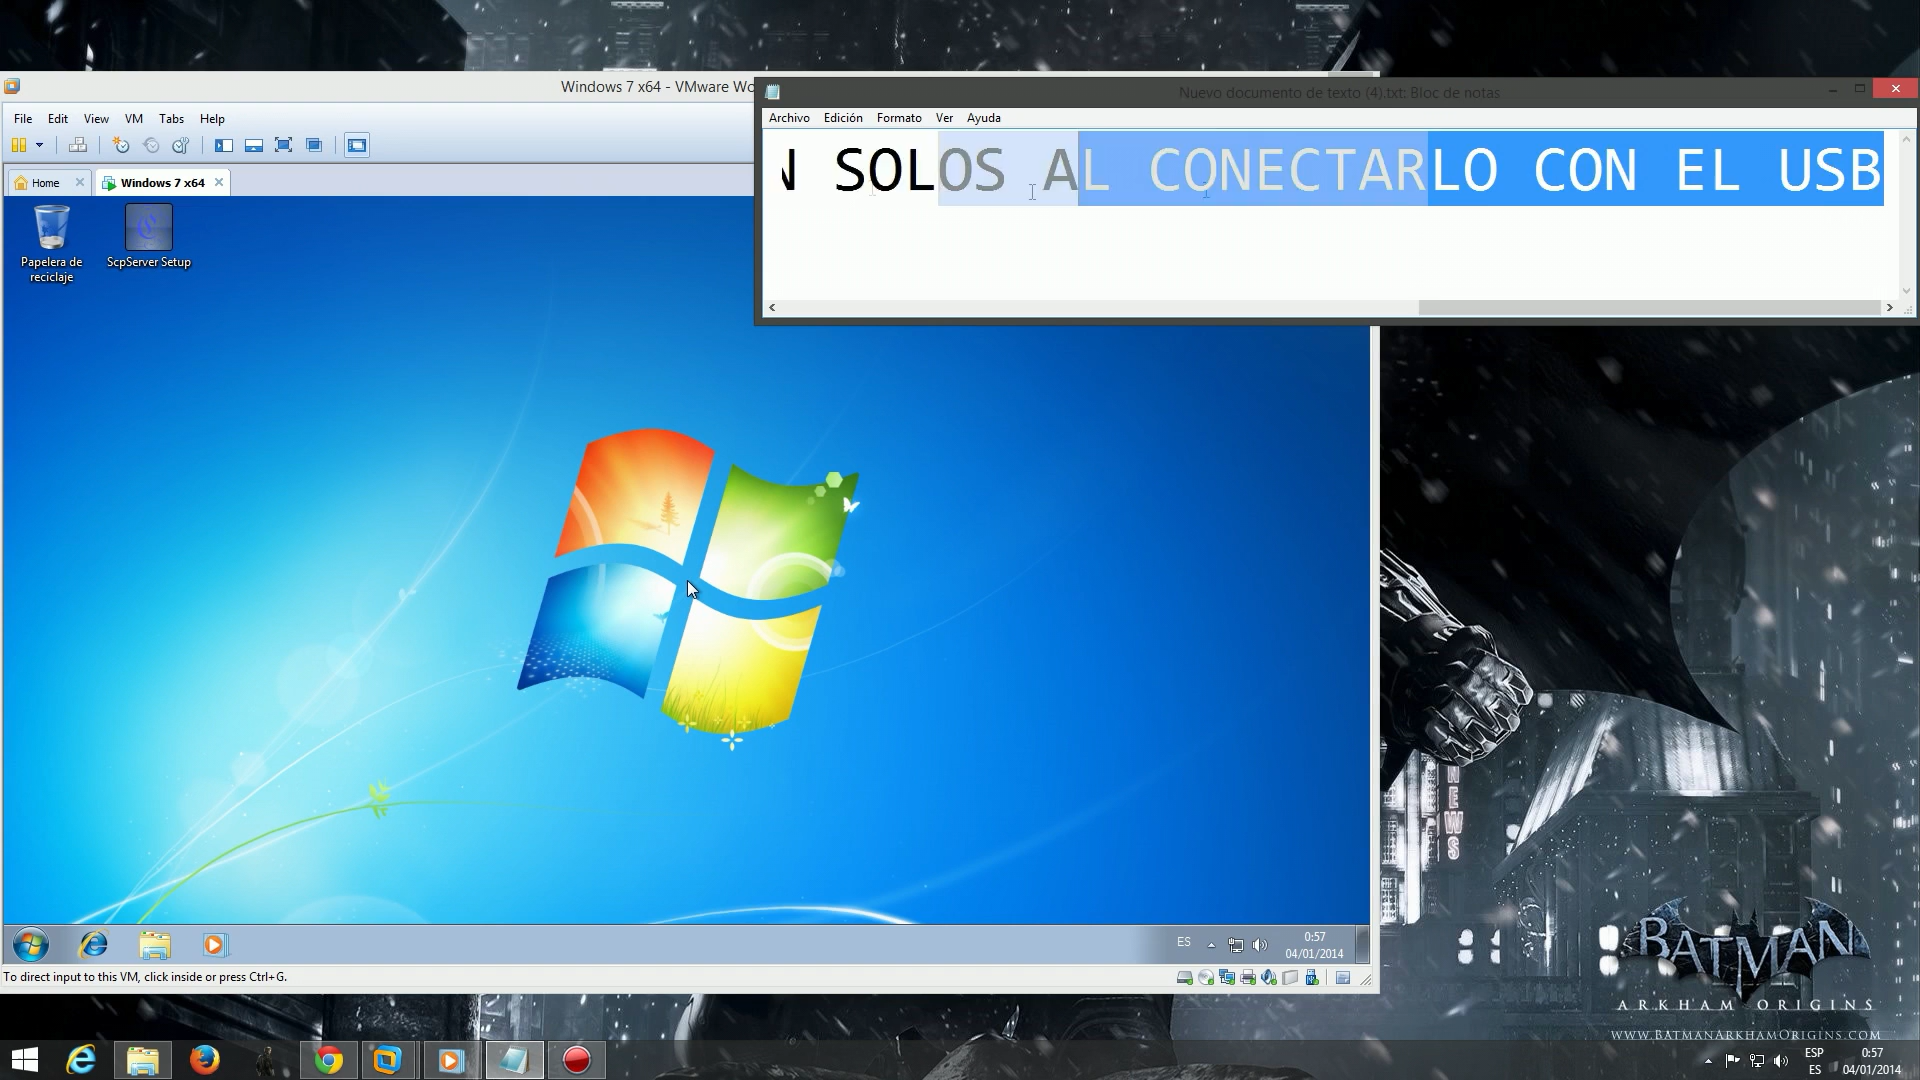 Windows 7 x64 - VMware Wo
File Edit View VM Tabs Help
Home
Windows 7 x64
Papelera de reciclaje
ScpServer Setup
Nuevo documento de texto (4).txt: Bloc de notas
Archivo Edición Formato Ver Ayuda
N SOLOS AL CONECTARLO CON EL USB
NEWS
ES
0:57
04/01/2014
To direct input to this VM, click inside or press Ctrl+G.
BATMAN
ARKHAM ORIGINS
WWW.BATMANARKHAMORIGINS.COM
ESP
ES
0:57
04/01/2014